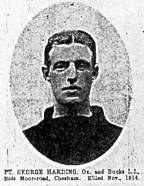 PT. GEORGE HARDING, Ox. and Bucks L.I.,
Bois Moor-road, Chesham. Killed Nov., 1914.